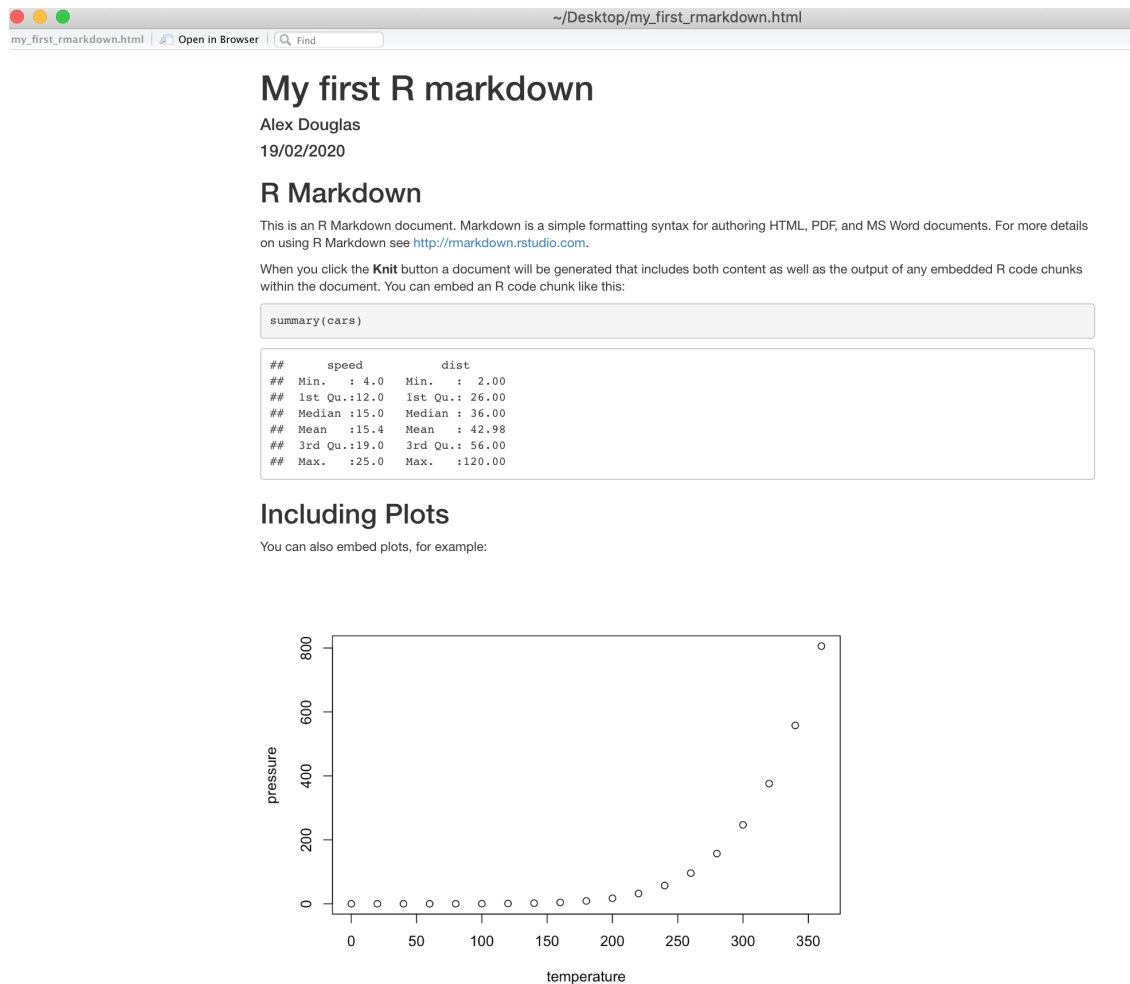 ~/Desktop/my_first_rmarkdown.html
my_first_rmarkdown.html Open in Browser Find
My first R markdown
Alex Douglas
19/02/2020
R Markdown
This is an R Markdown document. Markdown is a simple formatting syntax for authoring HTML, PDF, and MS Word documents. For more details
on using R Markdown see http://rmarkdown.rstudio.com.
When you click the Knit button a document will be generated that includes both content as well as the output of any embedded R code chunks
within the document. You can embed an R code chunk like this:
summary(cars)
##      speed           dist
##  Min.   : 4.0   Min.   :  2.00
##  1st Qu.:12.0   1st Qu.: 26.00
##  Median :15.0   Median : 36.00
##  Mean   :15.4   Mean   : 42.98
##  3rd Qu.:19.0   3rd Qu.: 56.00
##  Max.   :25.0   Max.   :120.00
Including Plots
You can also embed plots, for example:
800
600
400
200
0
pressure
0 50 100 150 200 250 300 350
temperature